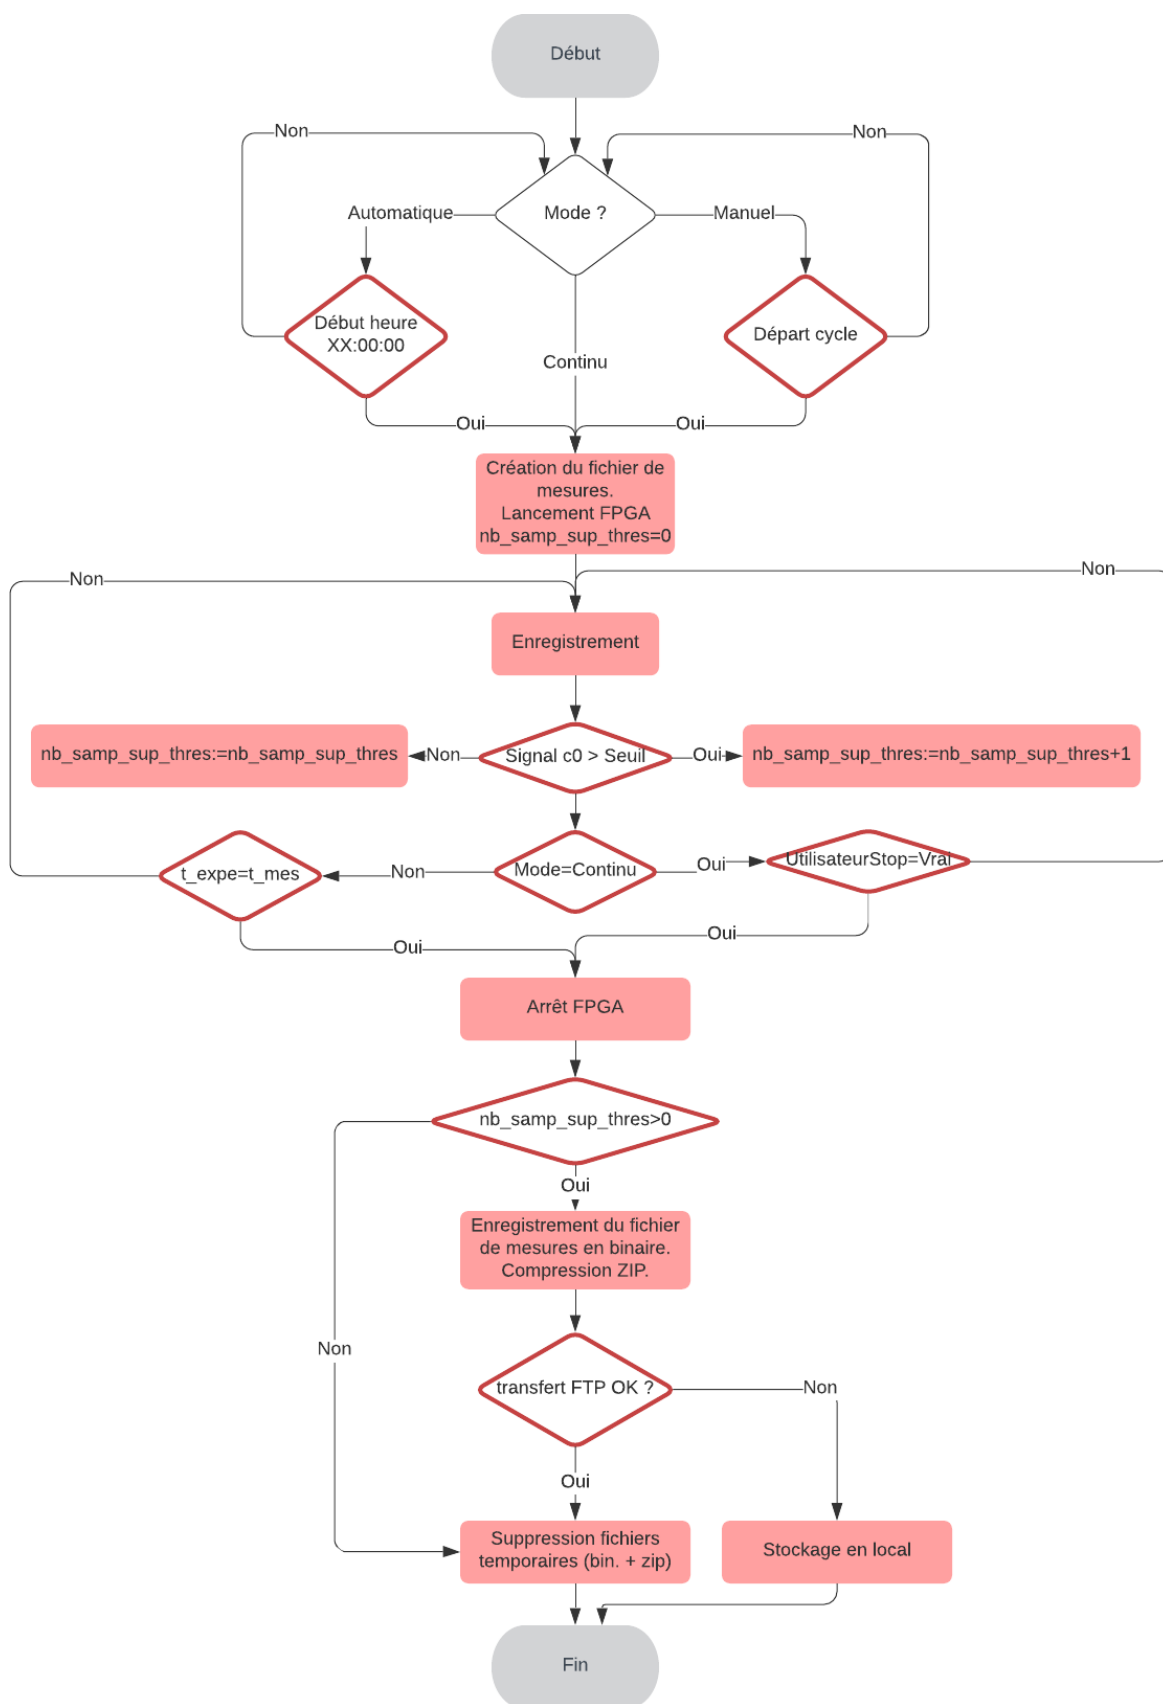 Début
Non
Non
Automatique
Mode ?
Manuel
Début heure
XX:00:00
Départ cycle
Continu
Oui
Oui
Création du fichier de
mesures.
Lancement FPGA
nb_samp_sup_thres=0
Non
Non
Enregistrement
nb_samp_sup_thres:=nb_samp_sup_thres
Non
Signal c0 > Seuil
Oui
nb_samp_sup_thres:=nb_samp_sup_thres+1
t_expe=t_mes
Non
Mode=Continu
Oui
UtilisateurStop=Vrai
Oui
Oui
Arrêt FPGA
nb_samp_sup_thres>0
Oui
Enregistrement du fichier
de mesures en binaire.
Compression ZIP.
Non
transfert FTP OK ?
Non
Oui
Suppression fichiers
temporaires (bin. + zip)
Stockage en local
Fin